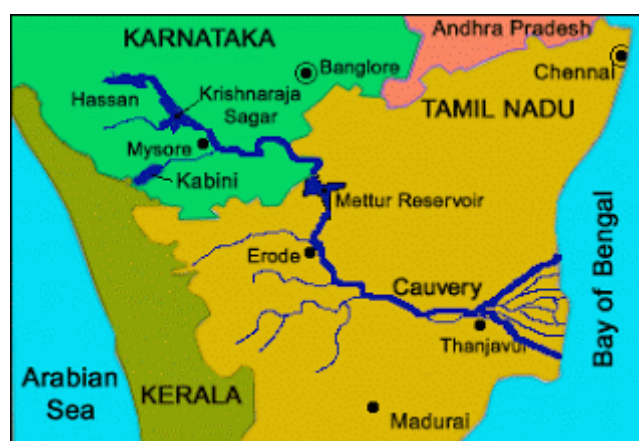 Andhra Pradesh
KARNATAKA
Banglore
Chennai
Hassan
Krishnaraja
Sagar
TAMIL NADU
Mysore
Kabini
Mettur Reservoir
Erode
Cauvery
Bay of Bengal
Thanjavur
Arabian
Sea
KERALA
Madurai